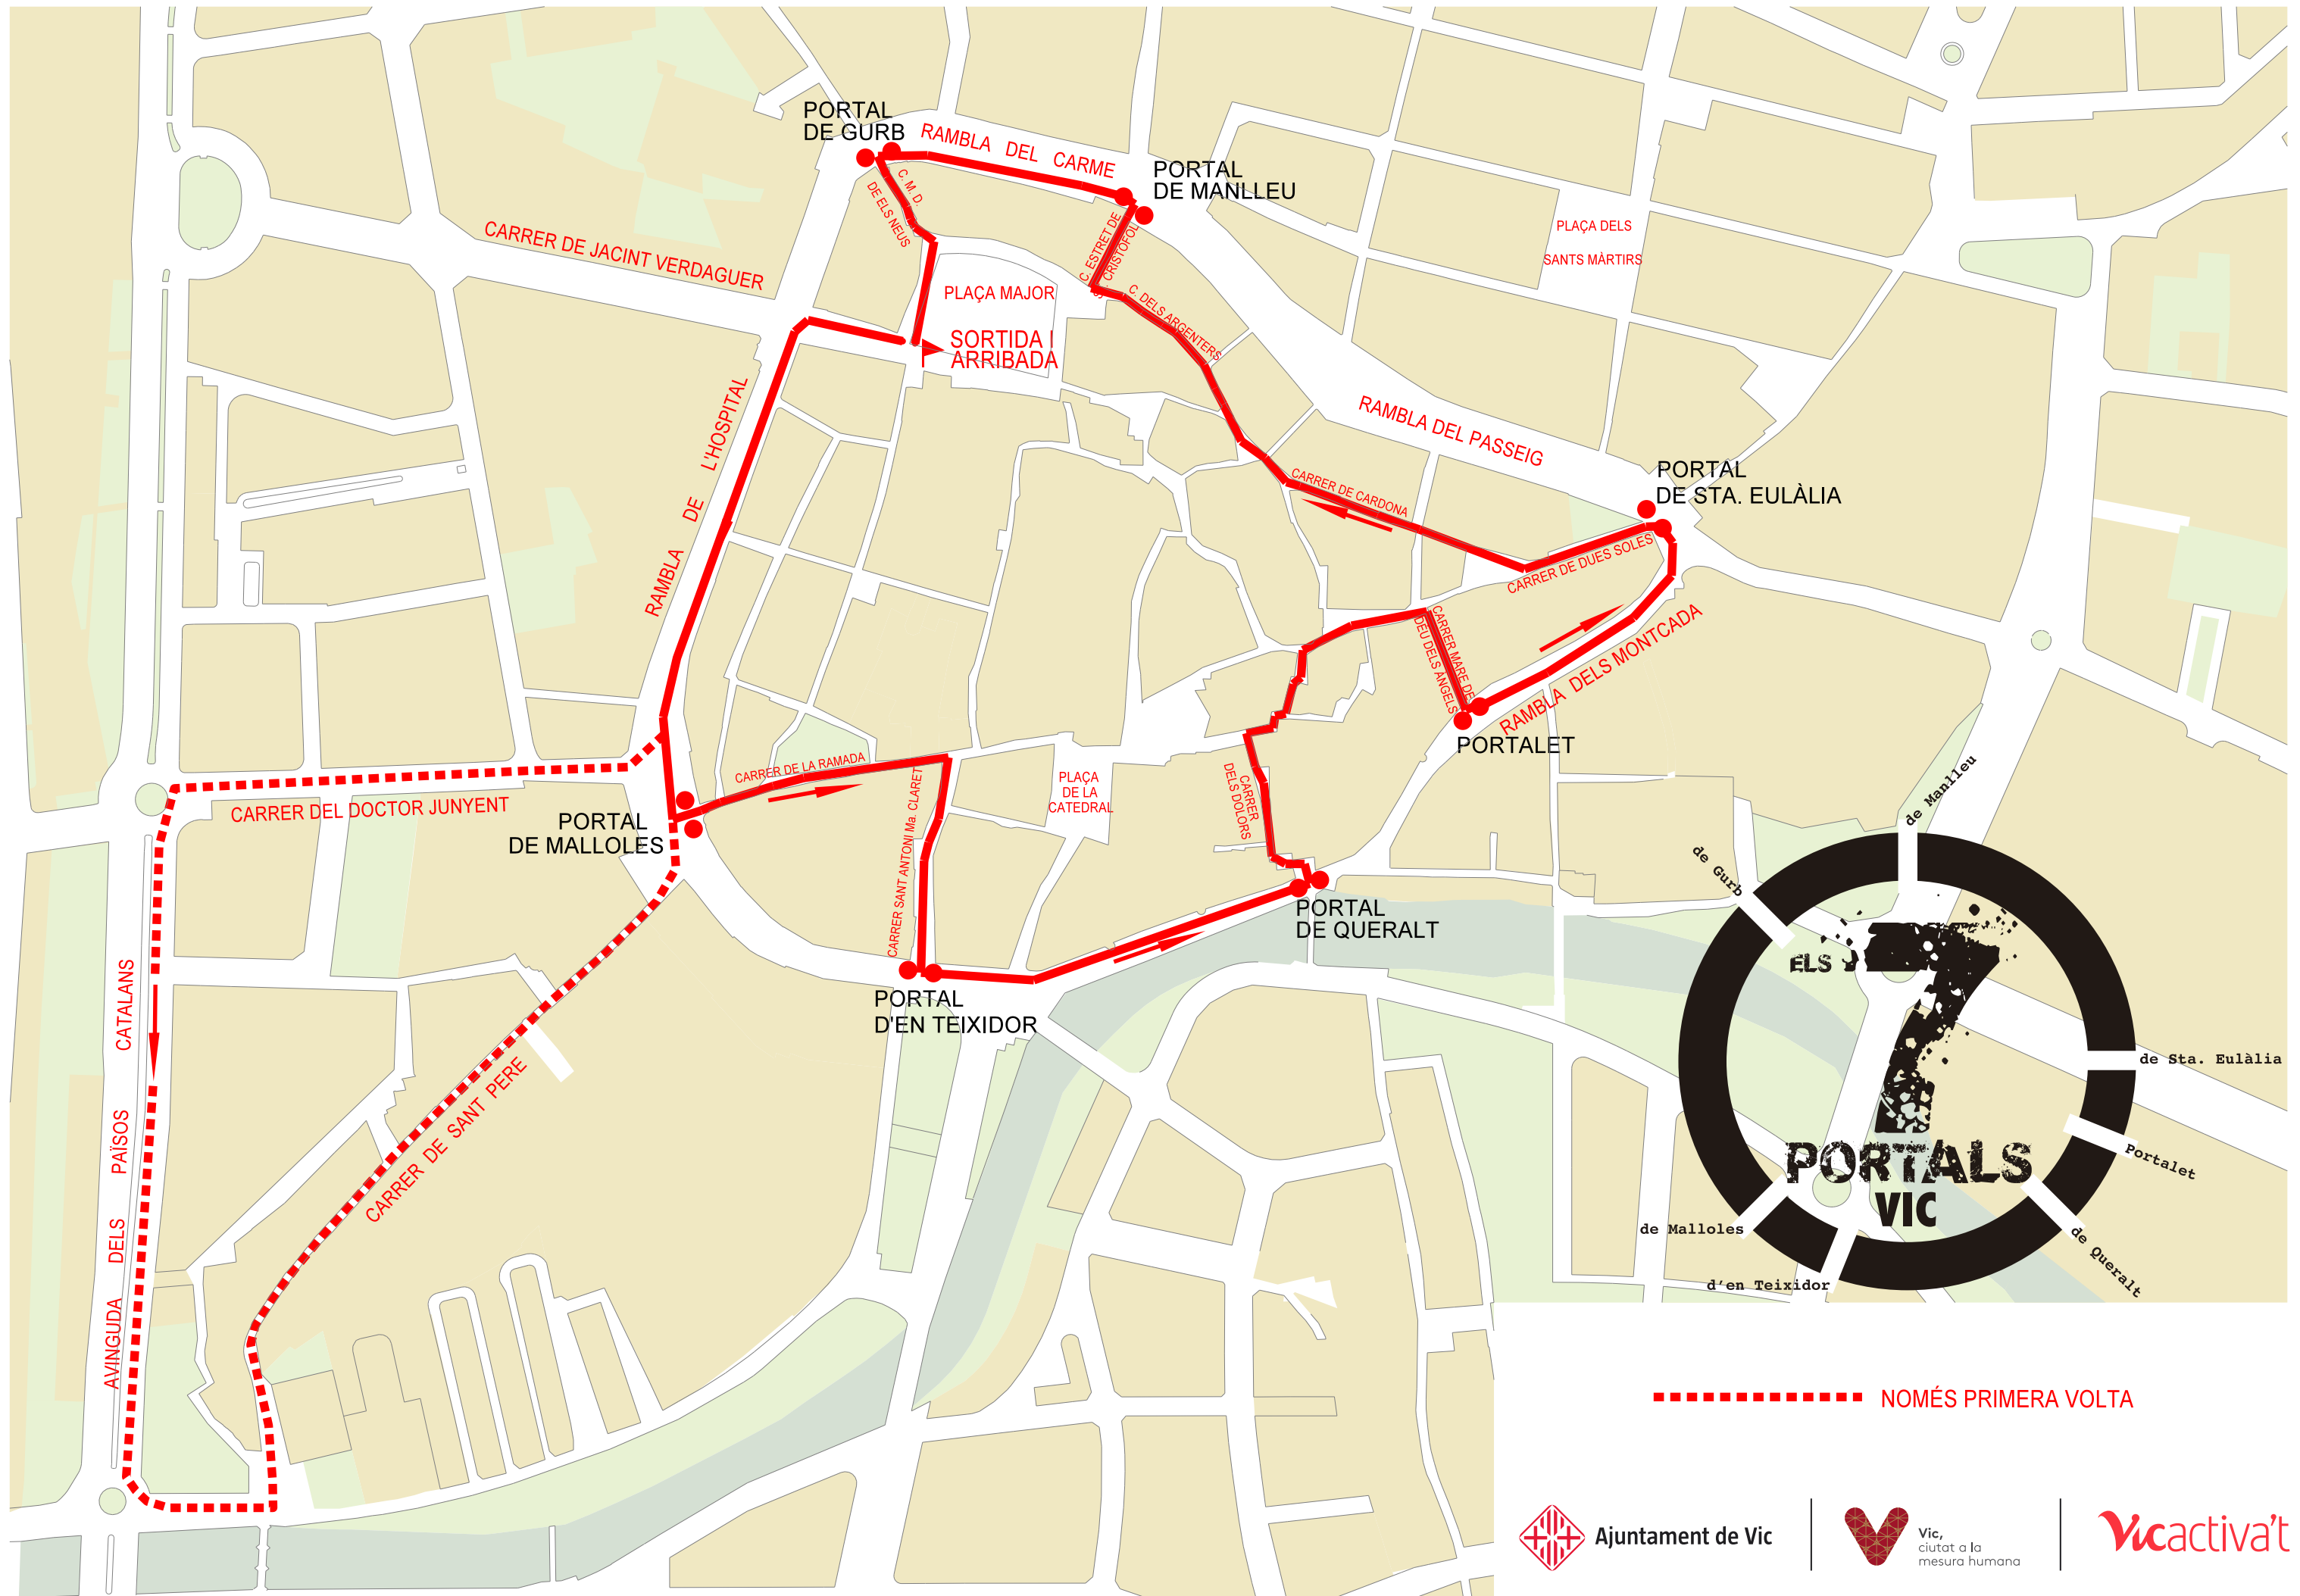 PORTAL
DE GURB
RAMBLA DEL CARME
PORTAL
DE MANLLEU
C. M. D.
DE ELS NEUS
CARRER DE JACINT VERDAGUER
PLAÇA MAJOR
C. ESTRET DE
CRISTÒFOL
C. DELS ARGENTERS
PLAÇA DELS
SANTS MÀRTIRS
SORTIDA I
ARRIBADA
RAMBLA DE L'HOSPITAL
RAMBLA DEL PASSEIG
PORTAL
DE STA. EULÀLIA
CARRER DE CARDONA
CARRER DE DUES SOLES
CARRER MARE DE
DEU DELS ANGELS
RAMBLA DELS MONTCADA
PORTALET
CARRER DE LA RAMADA
CARRER SANT ANTONI Ma. CLARET
PLAÇA
DE LA
CATEDRAL
CARRER
DELS DOLORS
CARRER DEL DOCTOR JUNYENT
PORTAL
DE MALLOLES
PORTAL
DE QUERALT
PORTAL
D'EN TEIXIDOR
AVINGUDA DELS PAÏSOS CATALANS
CARRER DE SANT PERE
de Manlleu
de Gurb
ELS 7
PORTALS
VIC
de Sta. Eulàlia
Portalet
de Queralt
de Malloles
d'en Teixidor
NOMÉS PRIMERA VOLTA
Ajuntament de Vic
Vic,
ciutat a la
mesura humana
Vicactiva't